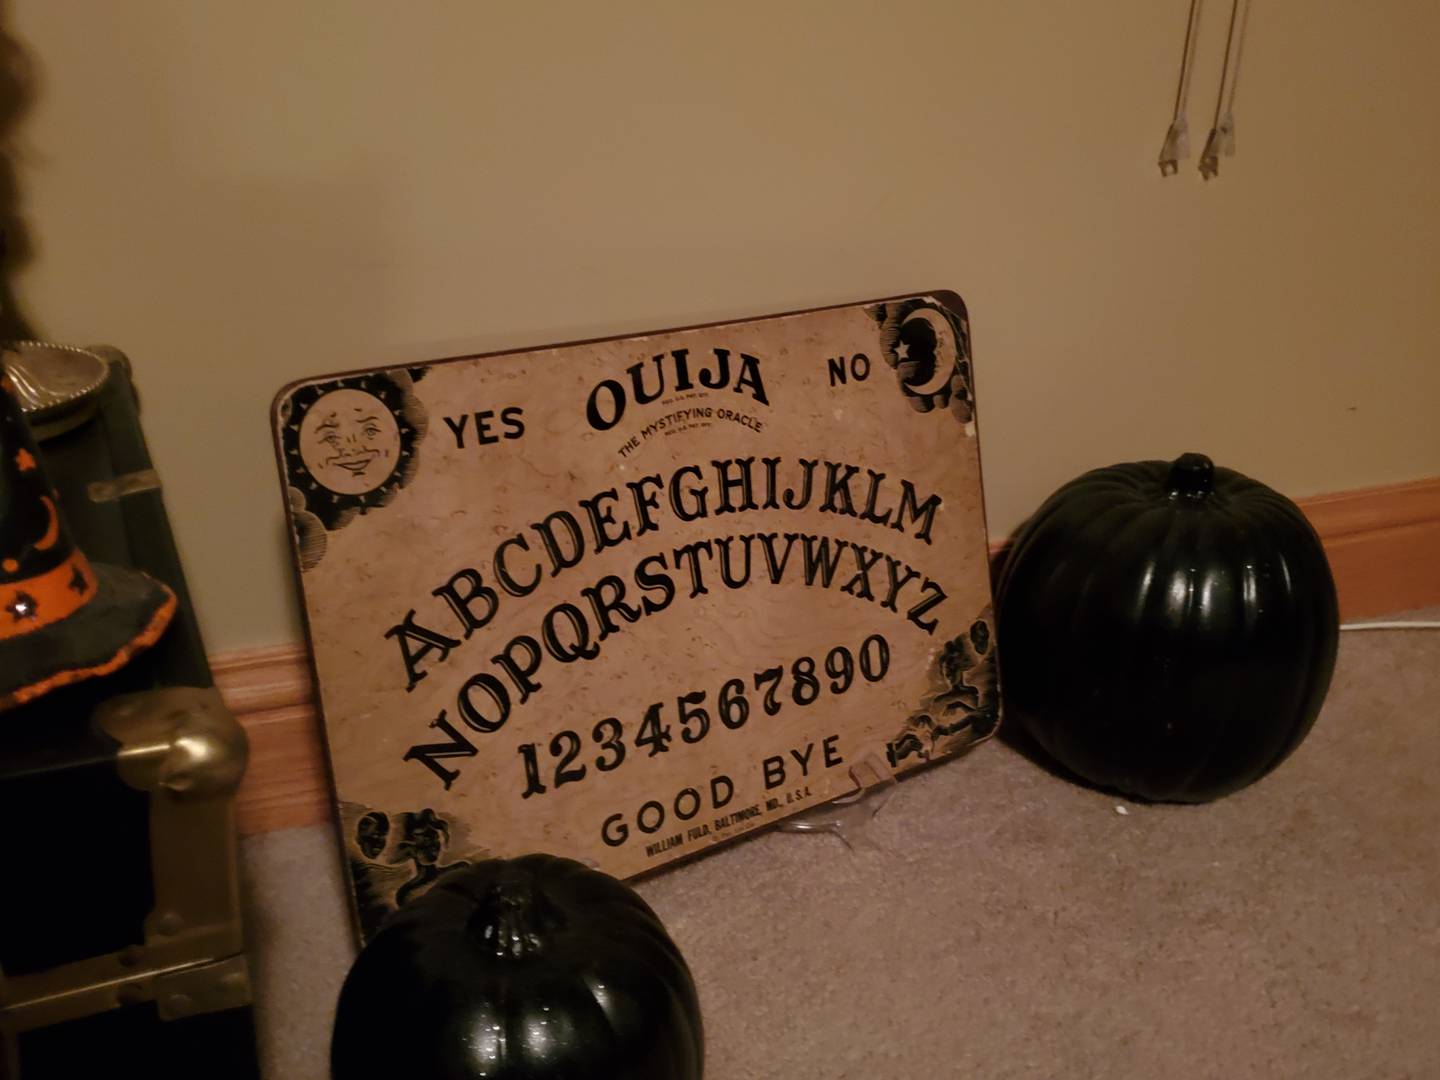 YES OUIJA NO
THE MYSTIFYING ORACLE
ABCDEFGHIJKLM
NOPQRSTUVWXYZ
1234567890
GOOD BYE
WILLIAM FULD, BALTIMORE, MD., U.S.A.